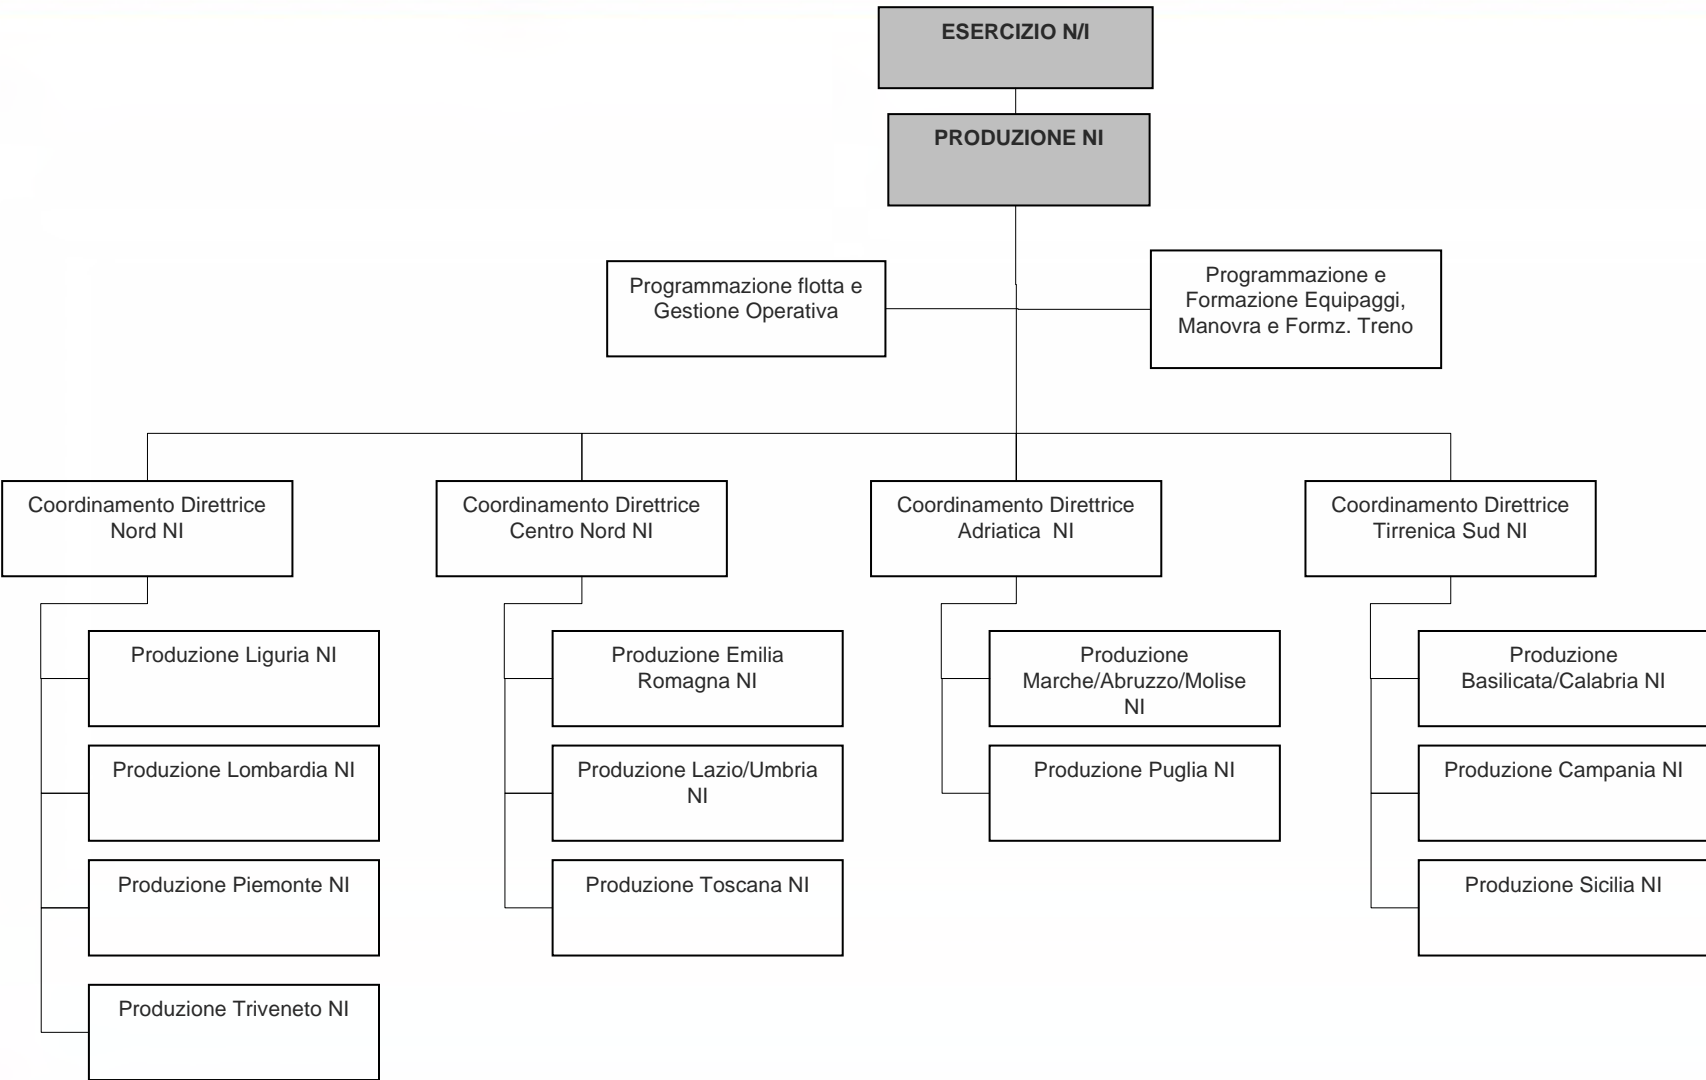 ESERCIZIO N/I
PRODUZIONE NI
Programmazione flotta e
Gestione Operativa
Programmazione e
Formazione Equipaggi,
Manovra e Formz. Treno
Coordinamento Direttrice
Nord NI
Coordinamento Direttrice
Centro Nord NI
Coordinamento Direttrice
Adriatica NI
Coordinamento Direttrice
Tirrenica Sud NI
Produzione Liguria NI
Produzione Lombardia NI
Produzione Piemonte NI
Produzione Triveneto NI
Produzione Emilia
Romagna NI
Produzione Lazio/Umbria
NI
Produzione Toscana NI
Produzione
Marche/Abruzzo/Molise
NI
Produzione Puglia NI
Produzione
Basilicata/Calabria NI
Produzione Campania NI
Produzione Sicilia NI